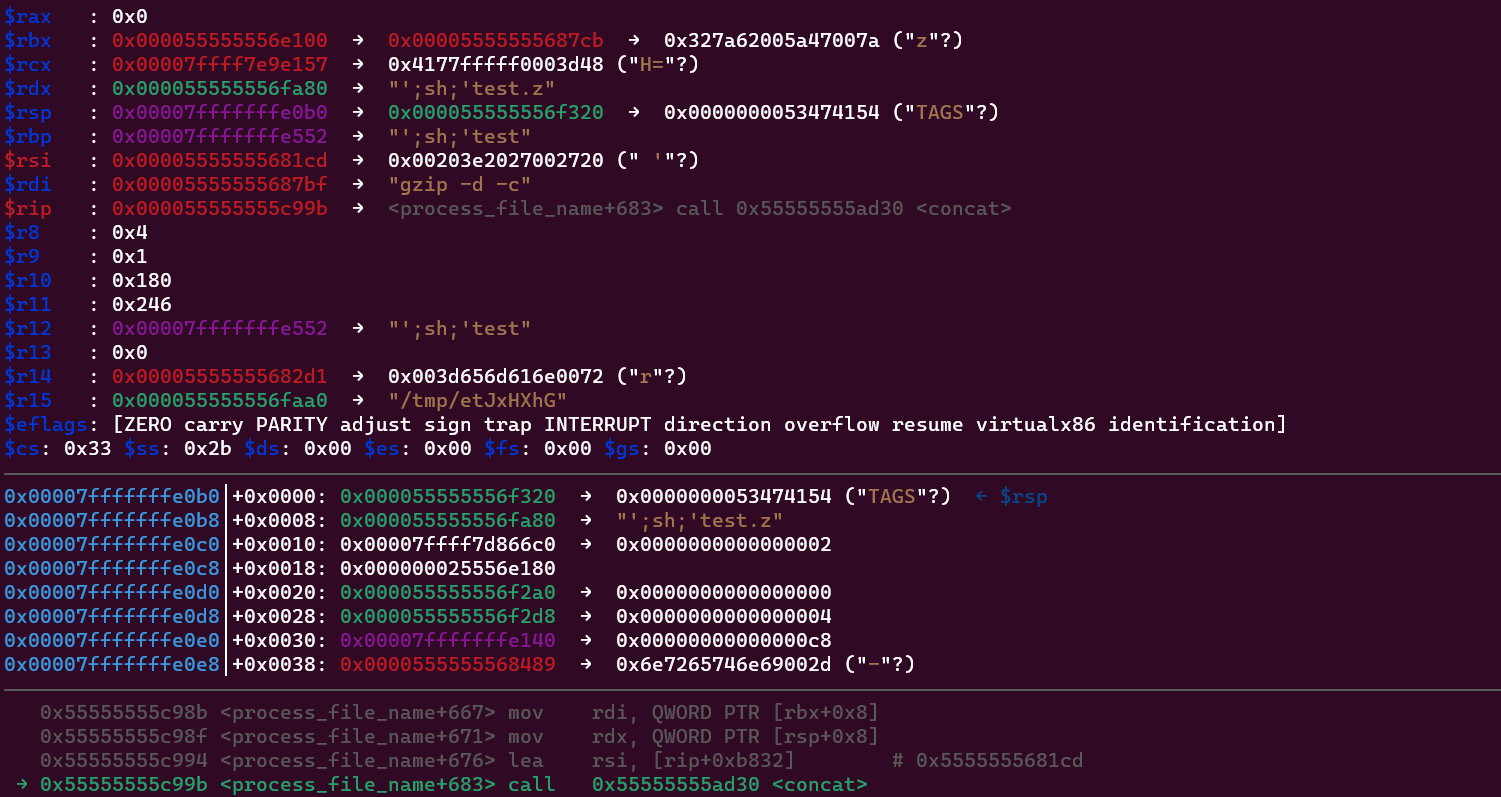 $rax   : 0x0
$rbx   : 0x000055555556e100  →  0x00005555555687cb  →  0x327a62005a47007a ("z"?)
$rcx   : 0x00007ffff7e9e157  →  0x4177fffff0003d48 ("H="?)
$rdx   : 0x000055555556fa80  →  "';sh;'test.z"
$rsp   : 0x00007fffffffe0b0  →  0x000055555556f320  →  0x0000000053474154 ("TAGS"?)
$rbp   : 0x00007fffffffe552  →  "';sh;'test"
$rsi   : 0x00005555555681cd  →  0x00203e2027002720 (" '"?)
$rdi   : 0x00005555555687bf  →  "gzip -d -c"
$rip   : 0x000055555555c99b  →  <process_file_name+683> call 0x55555555ad30 <concat>
$r8    : 0x4
$r9    : 0x1
$r10   : 0x180
$r11   : 0x246
$r12   : 0x00007fffffffe552  →  "';sh;'test"
$r13   : 0x0
$r14   : 0x00005555555682d1  →  0x003d656d616e0072 ("r"?)
$r15   : 0x000055555556faa0  →  "/tmp/etJxHXhG"
$eflags: [ZERO carry PARITY adjust sign trap INTERRUPT direction overflow resume virtualx86 identification]
$cs: 0x33 $ss: 0x2b $ds: 0x00 $es: 0x00 $fs: 0x00 $gs: 0x00
0x00007fffffffe0b0│+0x0000: 0x000055555556f320  →  0x0000000053474154 ("TAGS"?)  ← $rsp
0x00007fffffffe0b8│+0x0008: 0x000055555556fa80  →  "';sh;'test.z"
0x00007fffffffe0c0│+0x0010: 0x00007ffff7d866c0  →  0x0000000000000002
0x00007fffffffe0c8│+0x0018: 0x000000025556e180
0x00007fffffffe0d0│+0x0020: 0x000055555556f2a0  →  0x0000000000000000
0x00007fffffffe0d8│+0x0028: 0x000055555556f2d8  →  0x0000000000000004
0x00007fffffffe0e0│+0x0030: 0x00007fffffffe140  →  0x00000000000000c8
0x00007fffffffe0e8│+0x0038: 0x0000555555568489  →  0x6e7265746e69002d ("-"?)
0x55555555c98b <process_file_name+667> mov    rdi, QWORD PTR [rbx+0x8]
0x55555555c98f <process_file_name+671> mov    rdx, QWORD PTR [rsp+0x8]
0x55555555c994 <process_file_name+676> lea    rsi, [rip+0xb832]        # 0x5555555681cd
→ 0x55555555c99b <process_file_name+683> call   0x55555555ad30 <concat>